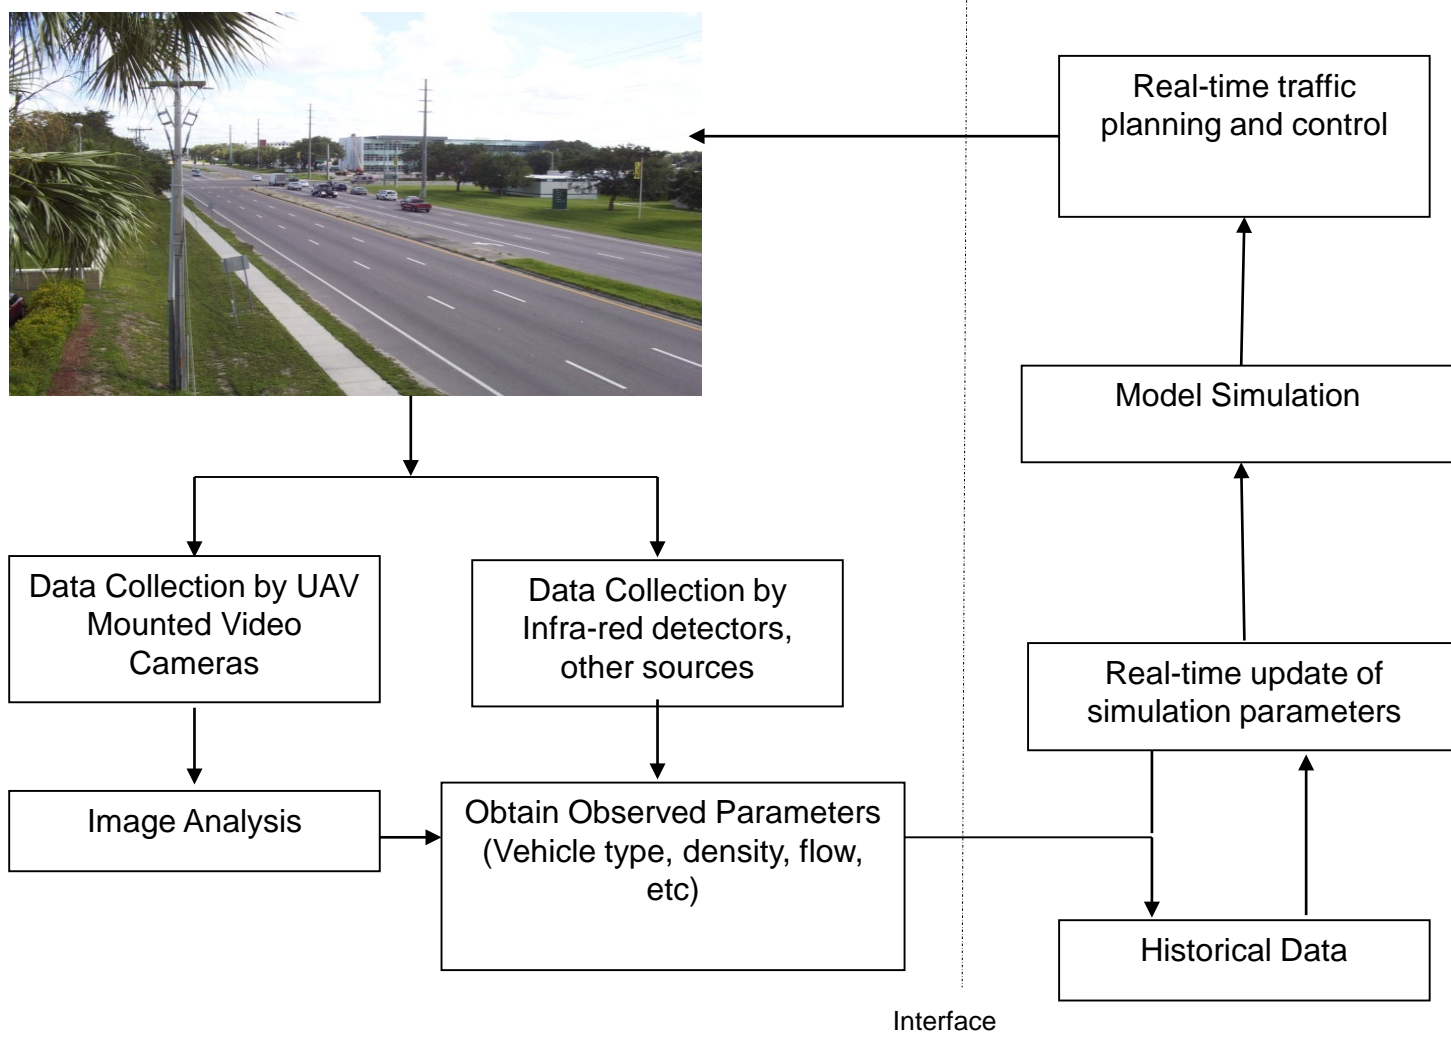 Real-time traffic
planning and control
Model Simulation
Data Collection by UAV
Mounted Video
Cameras
Data Collection by
Infra-red detectors,
other sources
Real-time update of
simulation parameters
Image Analysis
Obtain Observed Parameters
(Vehicle type, density, flow,
etc)
Historical Data
Interface